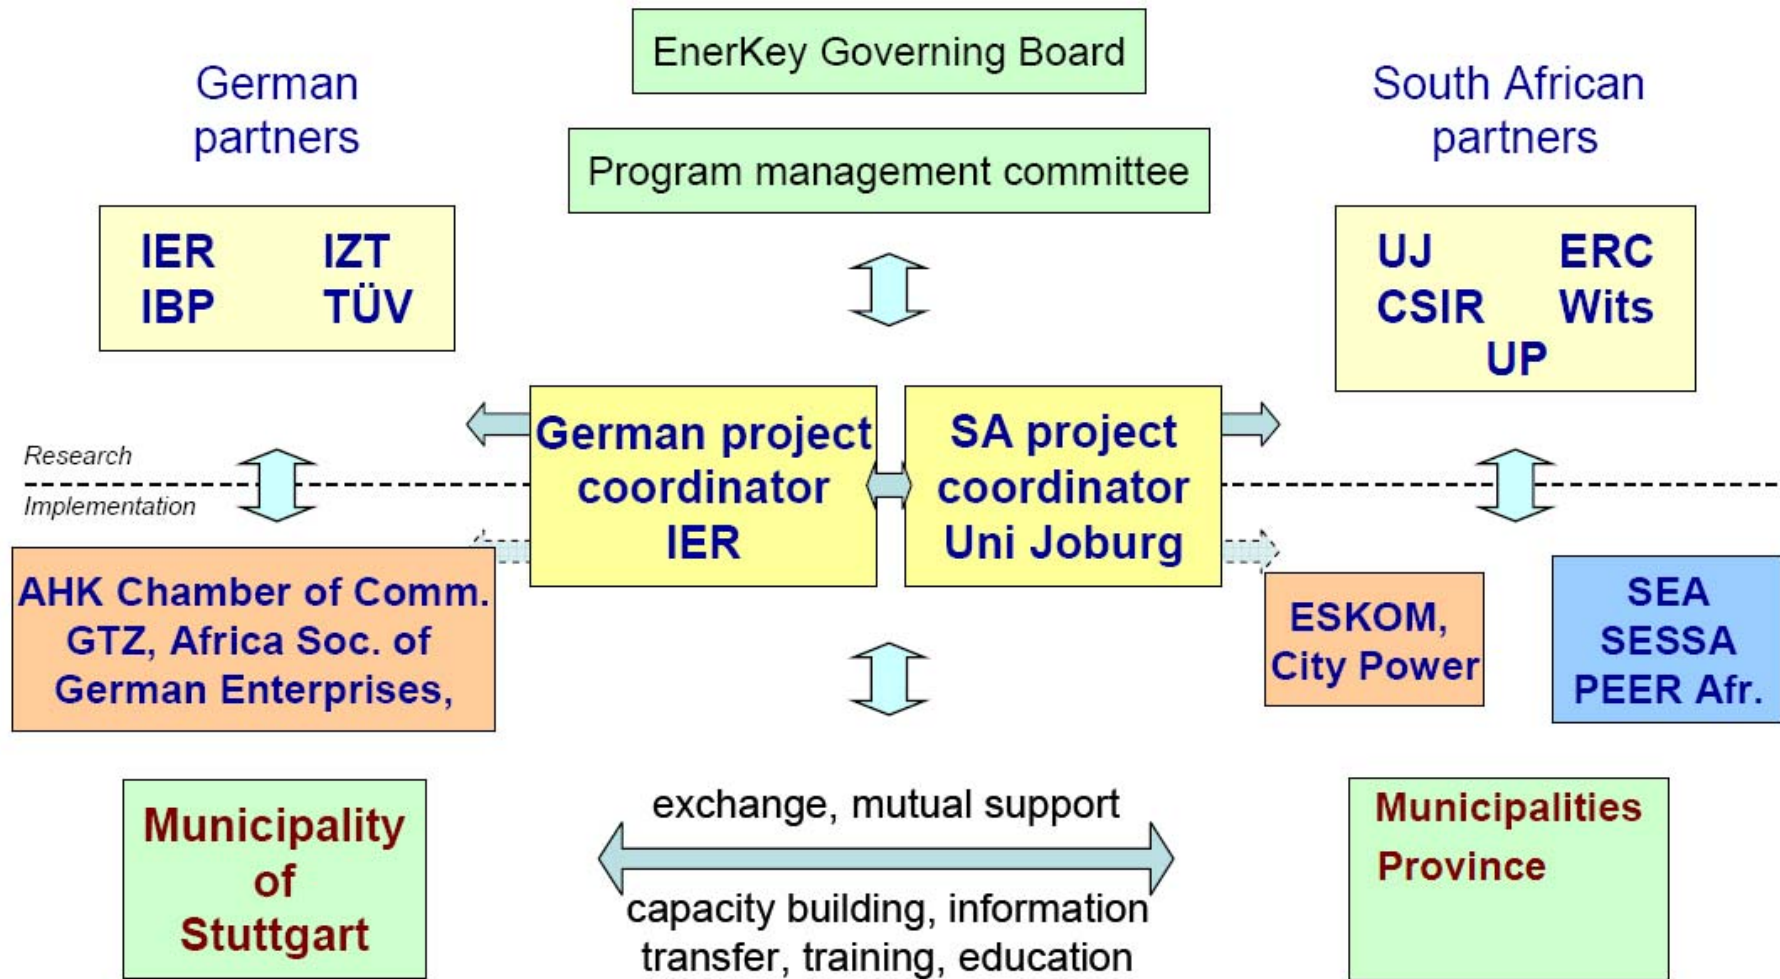 EnerKey Governing Board
German
partners
South African
partners
Program management committee
IER IZT
IBP TÜV
UJ ERC
CSIR Wits
UP
German project
coordinator
IER
SA project
coordinator
Uni Joburg
Research
Implementation
AHK Chamber of Comm.
GTZ, Africa Soc. of
German Enterprises,
ESKOM,
City Power
SEA
SESSA
PEER Afr.
Municipality
of
Stuttgart
exchange, mutual support
capacity building, information
transfer, training, education
Municipalities
Province